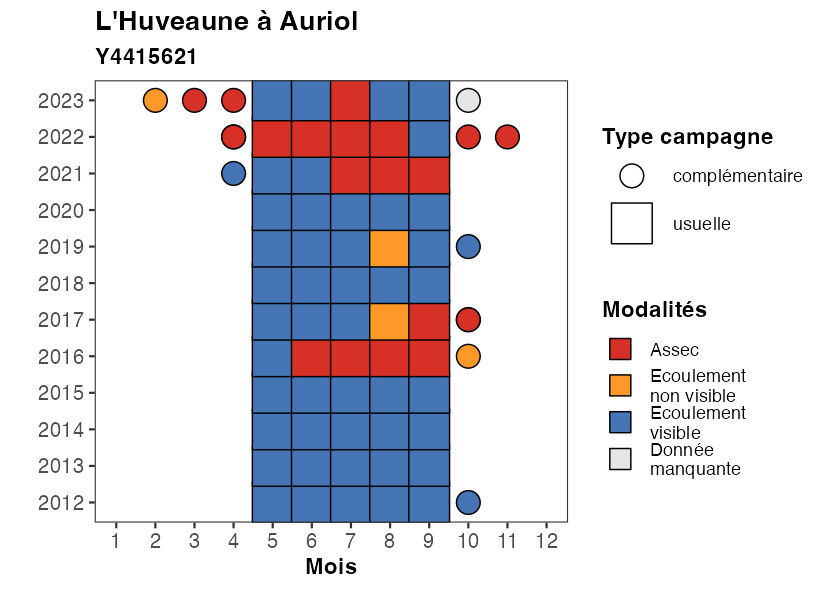 L'Huveaune à Auriol
Y4415621
2023
2022
2021
2020
2019
2018
2017
2016
2015
2014
2013
2012
1 2 3 4 5 6 7 8 9 10 11 12
Mois
Type campagne
complémentaire
usuelle
Modalités
Assec
Ecoulement
non visible
Ecoulement
visible
Donnée
manquante